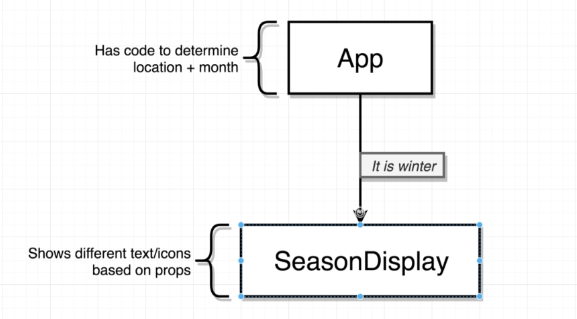 Has code to determine
location + month
App
It is winter
Shows different text/icons
based on props
SeasonDisplay